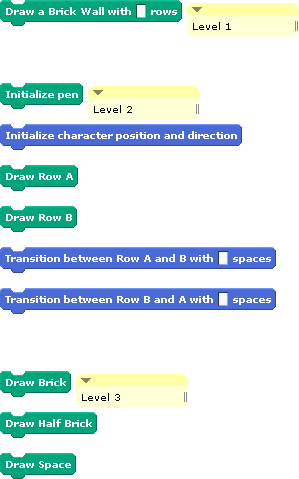 Draw a Brick Wall with rows
Level 1
Initialize pen
Level 2
Initialize character position and direction
Draw Row A
Draw Row B
Transition between Row A and B with spaces
Transition between Row B and A with spaces
Draw Brick
Level 3
Draw Half Brick
Draw Space